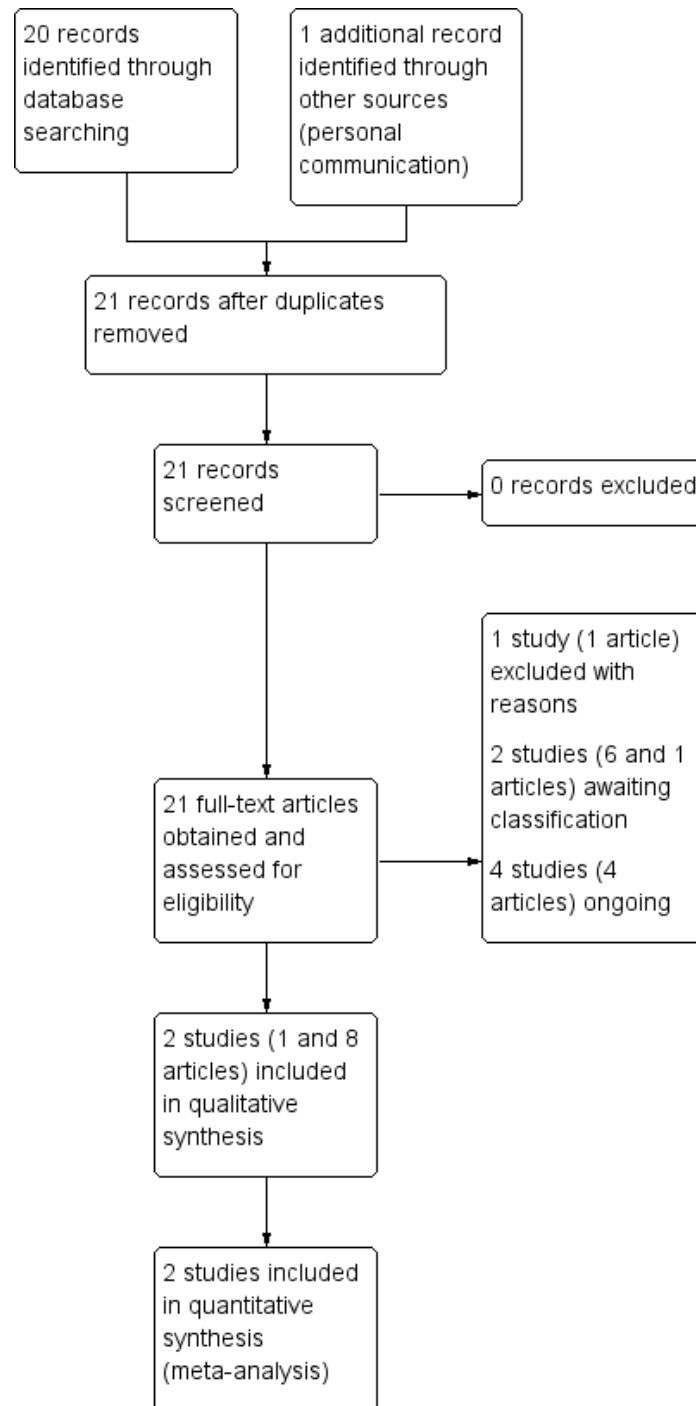 20 records
identified through
database
searching
1 additional record
identified through
other sources
(personal
communication)
21 records after duplicates
removed
21 records
screened
0 records excluded
1 study (1 article)
excluded with
reasons
2 studies (6 and 1
articles) awaiting
classification
4 studies (4
articles) ongoing
21 full-text articles
obtained and
assessed for
eligibility
2 studies (1 and 8
articles) included
in qualitative
synthesis
2 studies included
in quantitative
synthesis
(meta-analysis)